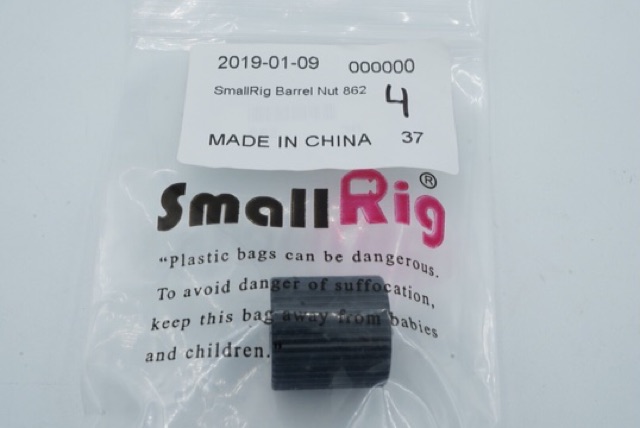 2019-01-09 000000
SmallRig Barrel Nut 862 4
MADE IN CHINA 37
SmallRig®
"Plastic bags can be dangerous.
To avoid danger of suffocation,
keep this bag away from babies
and children."